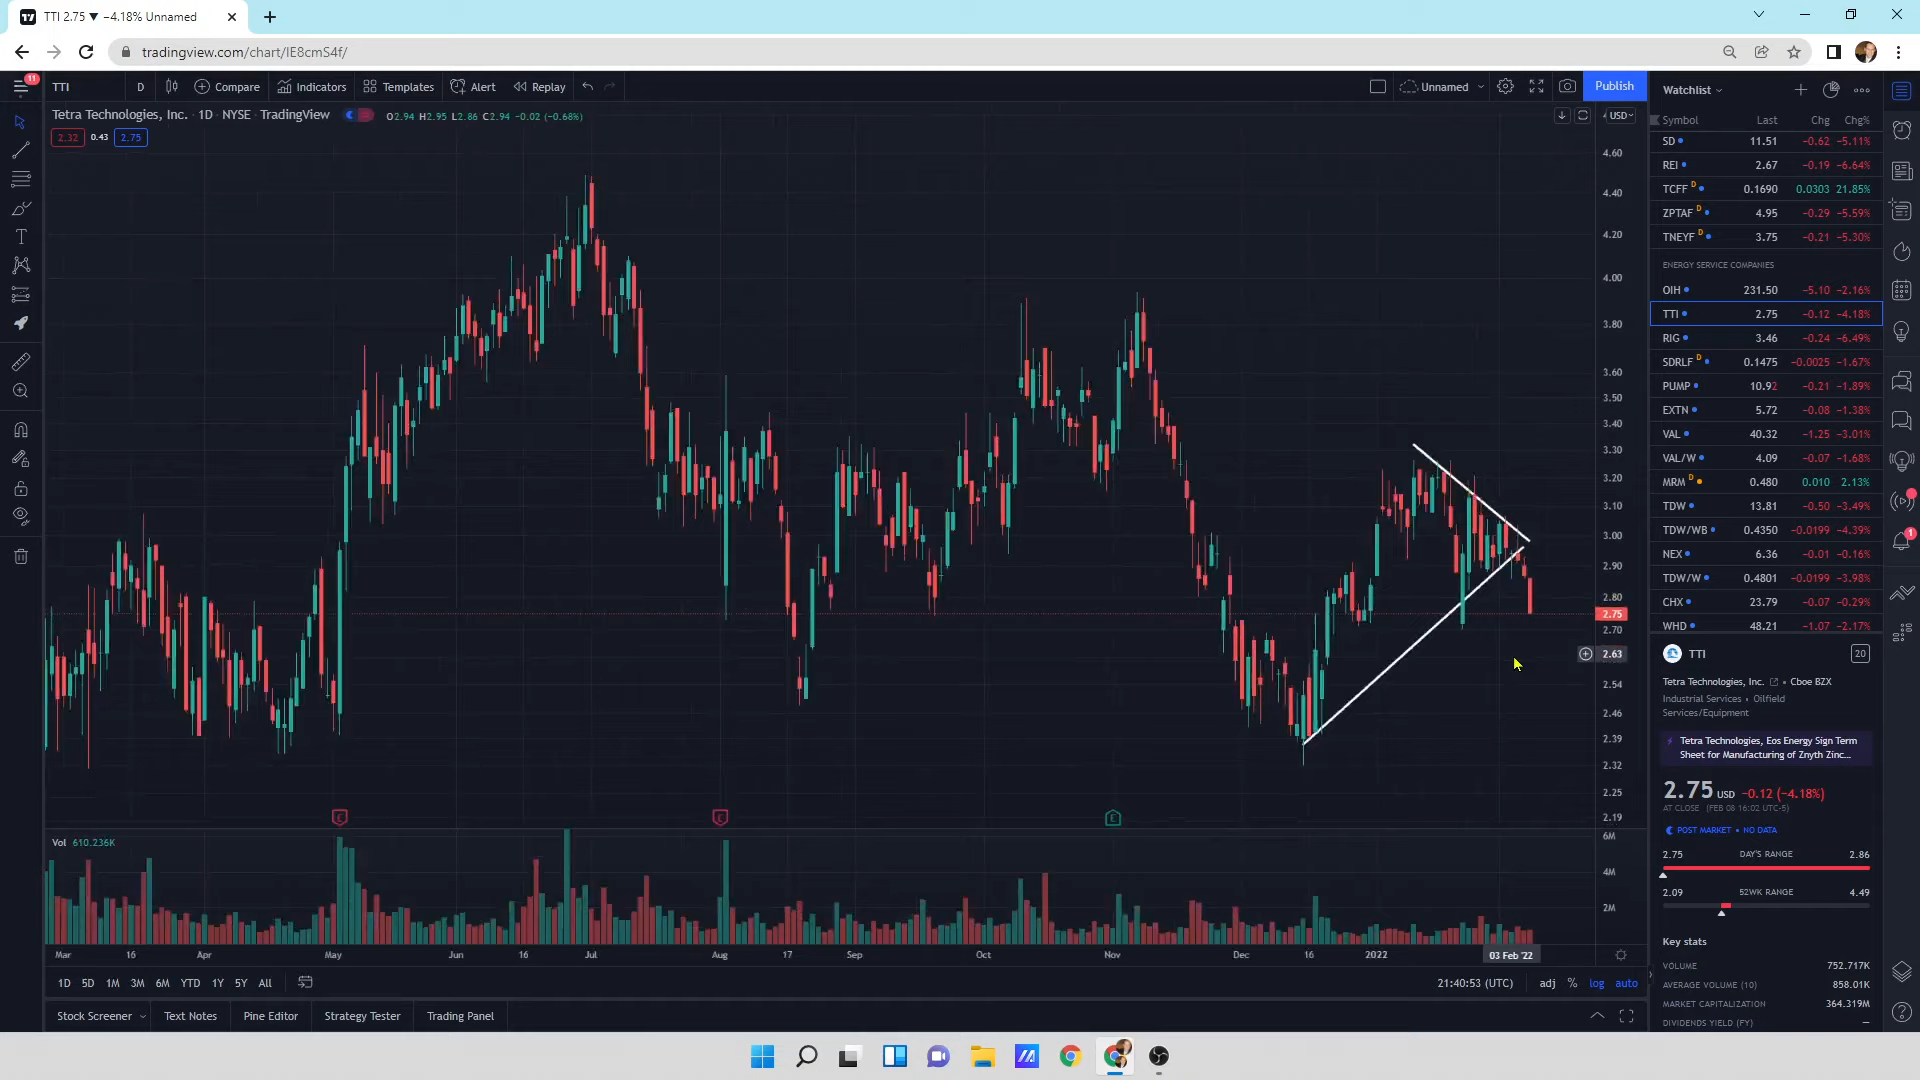 TTI 2.75 ▼ −4.18% Unnamed
tradingview.com/chart/IE8cmS4f/
11
TTI D Compare Indicators Templates Alert Replay Unnamed Publish
Tetra Technologies, Inc. · 1D · NYSE · TradingView O2.94 H2.95 L2.86 C2.94 −0.02 (−0.68%)
2.32 0.43 2.75
USD
4.60
4.40
4.20
4.00
3.80
3.60
3.50
3.40
3.30
3.20
3.10
3.00
2.90
2.80
2.75
2.70
2.63
2.54
2.46
2.39
2.32
2.25
2.19
E E E
Vol 610.236K
6M
4M
2M
Mar 16 Apr May Jun 16 Jul Aug 17 Sep Oct Nov Dec 16 2022 03 Feb '22
1D 5D 1M 3M 6M YTD 1Y 5Y All 21:40:53 (UTC) adj % log auto
Stock Screener Text Notes Pine Editor Strategy Tester Trading Panel
Watchlist
Symbol Last Chg Chg%
SD 11.51 −0.62 −5.11%
REI 2.67 −0.19 −6.64%
TCFF D 0.1690 0.0303 21.85%
ZPTAF D 4.95 −0.29 −5.59%
TNEYF D 3.75 −0.21 −5.30%
ENERGY SERVICE COMPANIES
OIH 231.50 −5.10 −2.16%
TTI 2.75 −0.12 −4.18%
RIG 3.46 −0.24 −6.49%
SDRLF D 0.1475 −0.0025 −1.67%
PUMP 10.92 −0.21 −1.89%
EXTN 5.72 −0.08 −1.38%
VAL 40.32 −1.25 −3.01%
VAL/W 4.09 −0.07 −1.68%
MRM D 0.480 0.010 2.13%
TDW 13.81 −0.50 −3.49%
TDW/WB 0.4350 −0.0199 −4.39%
NEX 6.36 −0.01 −0.16%
TDW/W 0.4801 −0.0199 −3.98%
CHX 23.79 −0.07 −0.29%
WHD 48.21 −1.07 −2.17%
TTI 20
Tetra Technologies, Inc. • Cboe BZX
Industrial Services • Oilfield
Services/Equipment
Tetra Technologies, Eos Energy Sign Term
Sheet for Manufacturing of Znyth Zinc...
2.75 USD −0.12 (−4.18%)
AT CLOSE (FEB 08 16:02 UTC-5)
POST MARKET • NO DATA
2.75 DAY'S RANGE 2.86
2.09 52WK RANGE 4.49
Key stats
VOLUME 752.717K
AVERAGE VOLUME (10) 858.01K
MARKET CAPITALIZATION 364.319M
DIVIDENDS YIELD (FY) —
1